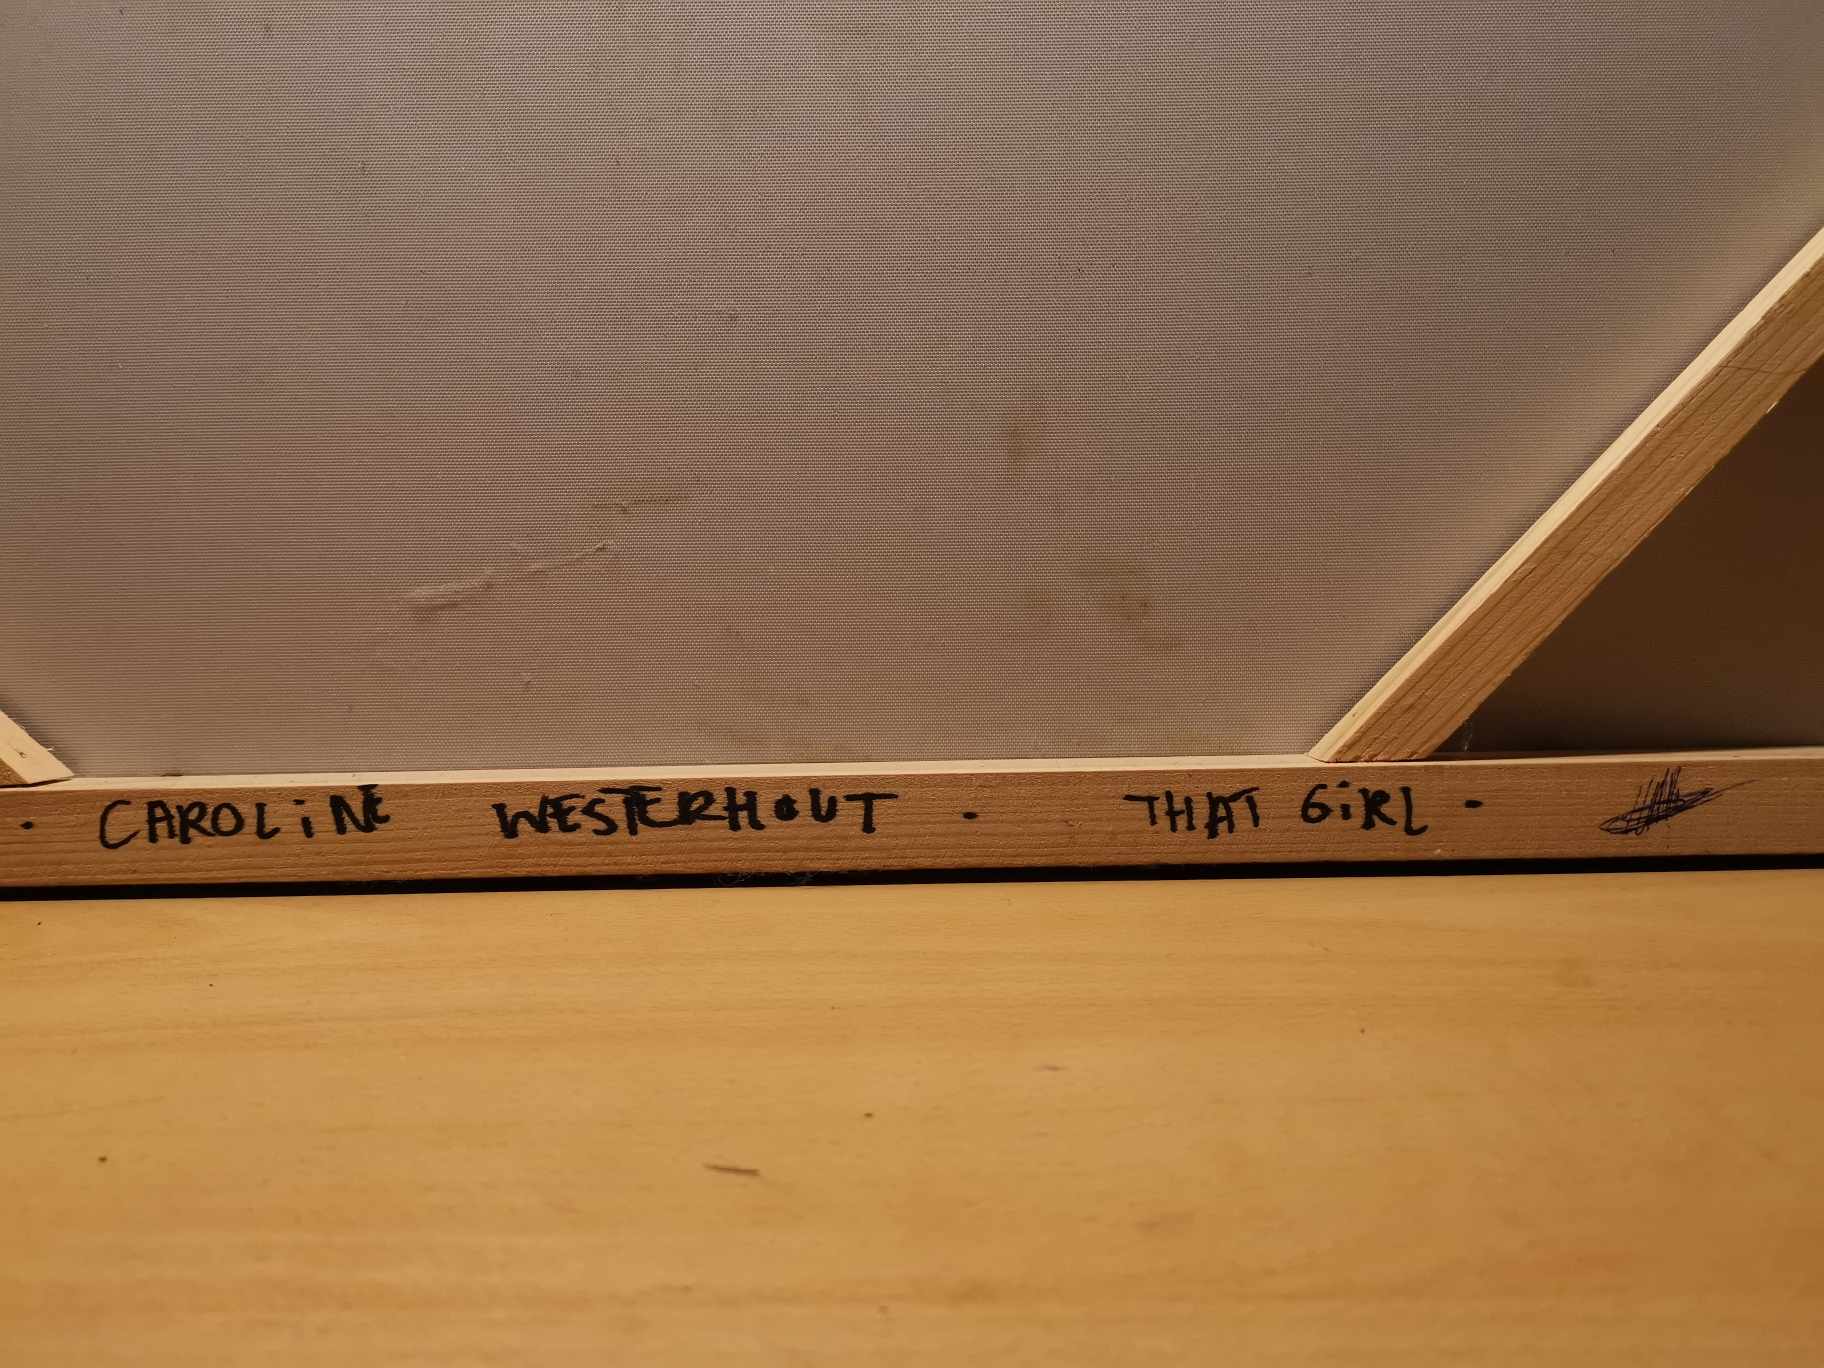 · CAROLiNE WESTERHOUT · THAT GiRL ·